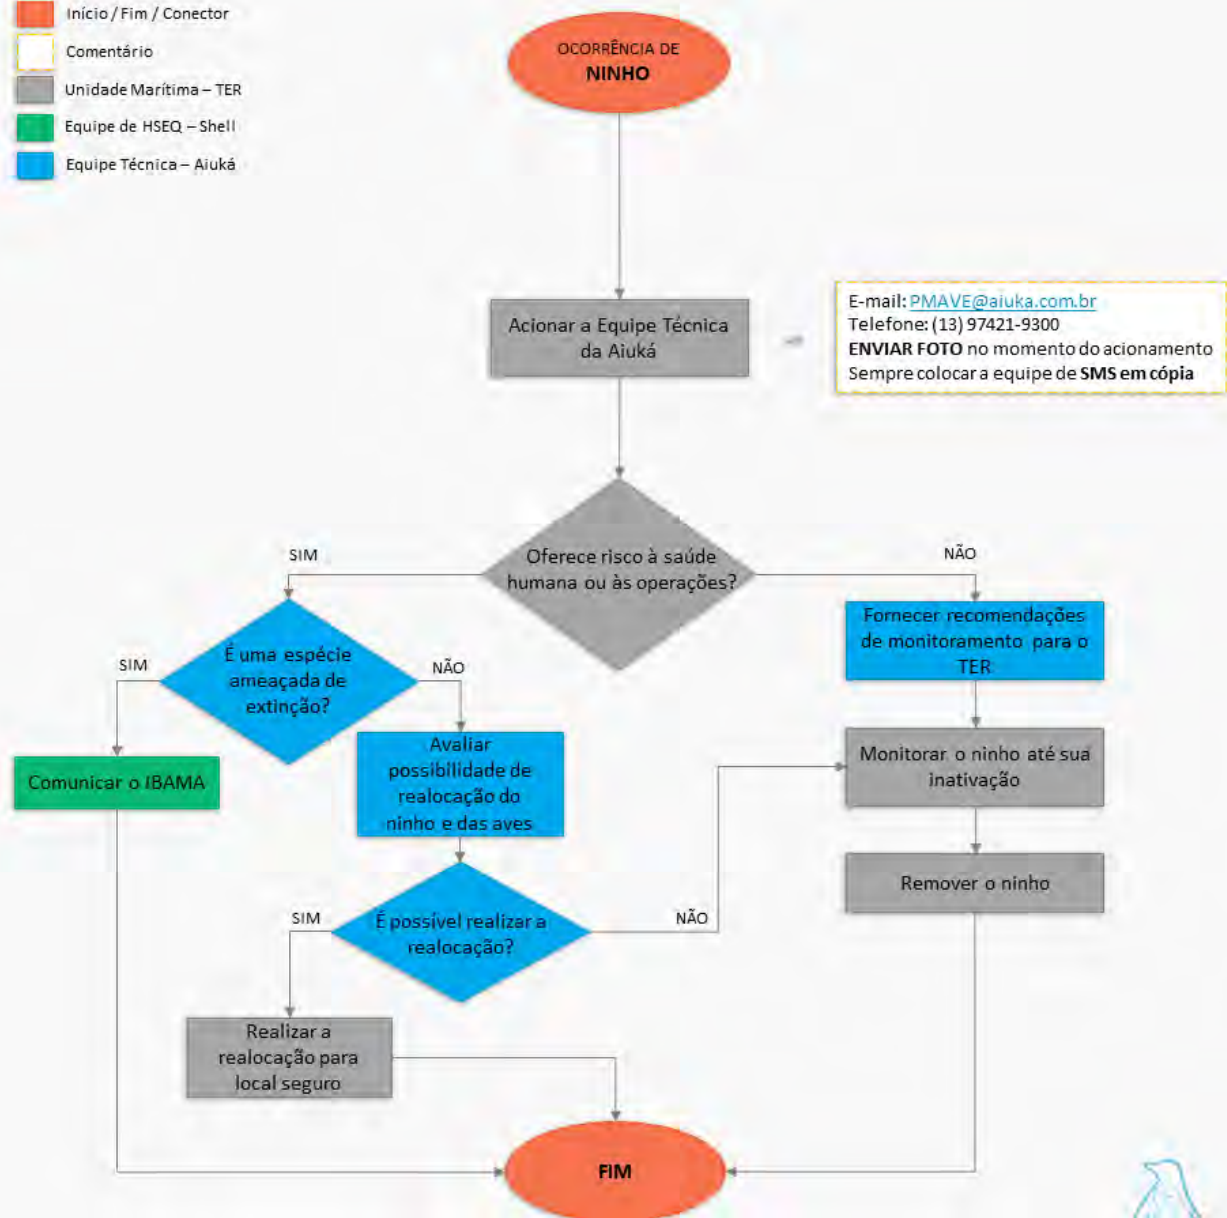 Início / Fim / Conector
Comentário
Unidade Marítima – TER
Equipe de HSEQ – Shell
Equipe Técnica – Aiuká
OCORRÊNCIA DE
NINHO
Acionar a Equipe Técnica
da Aiuká
E-mail: PMAVE@aiuka.com.br
Telefone: (13) 97421-9300
ENVIAR FOTO no momento do acionamento
Sempre colocar a equipe de SMS em cópia
Oferece risco à saúde
humana ou às operações?
SIM
NÃO
É uma espécie
ameaçada de
extinção?
SIM
NÃO
Fornecer recomendações
de monitoramento para o
TER
Comunicar o IBAMA
Avaliar
possibilidade de
realocação do
ninho e das aves
Monitorar o ninho até sua
inativação
Remover o ninho
É possível realizar a
realocação?
SIM
NÃO
Realizar a
realocação para
local seguro
FIM